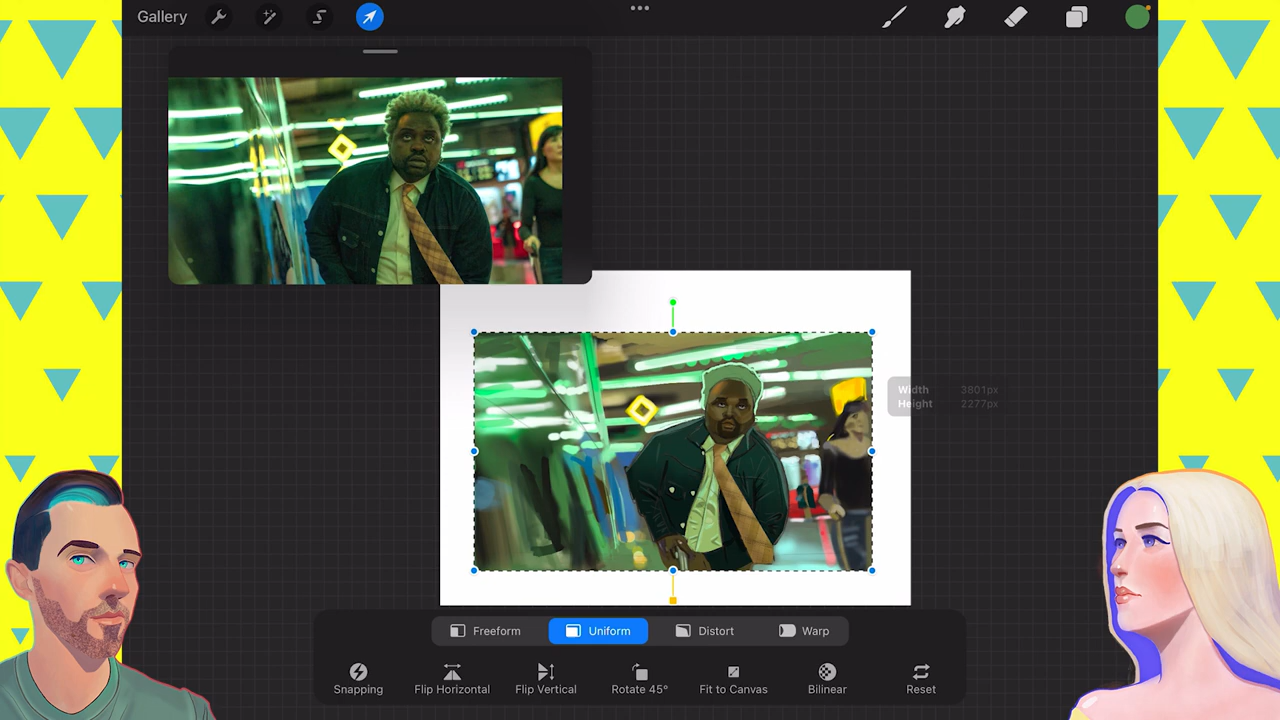 Gallery
Width 3801px
Height 2277px
Freeform Uniform Distort Warp
Snapping Flip Horizontal Flip Vertical Rotate 45° Fit to Canvas Bilinear Reset